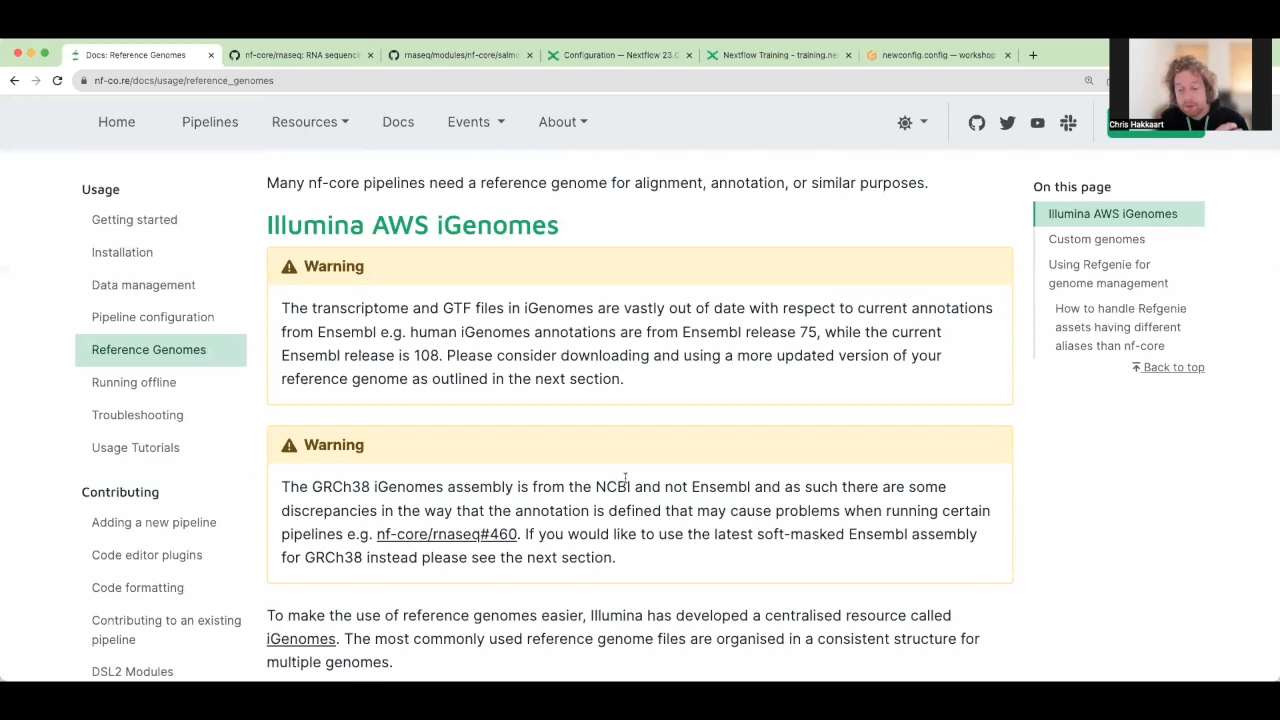 Docs: Reference Genomes
nf-core/rnaseq: RNA sequenci
rnaseq/modules/nf-core/salmo
Configuration — Nextflow 23.0
Nextflow Training - training.ne
newconfig.config — workshop
nf-co.re/docs/usage/reference_genomes
Chris Hakkaart
Home
Pipelines
Resources
Docs
Events
About
Usage
Getting started
Installation
Data management
Pipeline configuration
Reference Genomes
Running offline
Troubleshooting
Usage Tutorials
Contributing
Adding a new pipeline
Code editor plugins
Code formatting
Contributing to an existing
pipeline
DSL2 Modules
Many nf-core pipelines need a reference genome for alignment, annotation, or similar purposes.
Illumina AWS iGenomes
Warning
The transcriptome and GTF files in iGenomes are vastly out of date with respect to current annotations
from Ensembl e.g. human iGenomes annotations are from Ensembl release 75, while the current
Ensembl release is 108. Please consider downloading and using a more updated version of your
reference genome as outlined in the next section.
Warning
The GRCh38 iGenomes assembly is from the NCBI and not Ensembl and as such there are some
discrepancies in the way that the annotation is defined that may cause problems when running certain
pipelines e.g. nf-core/rnaseq#460. If you would like to use the latest soft-masked Ensembl assembly
for GRCh38 instead please see the next section.
To make the use of reference genomes easier, Illumina has developed a centralised resource called
iGenomes. The most commonly used reference genome files are organised in a consistent structure for
multiple genomes.
On this page
Illumina AWS iGenomes
Custom genomes
Using Refgenie for
genome management
How to handle Refgenie
assets having different
aliases than nf-core
Back to top